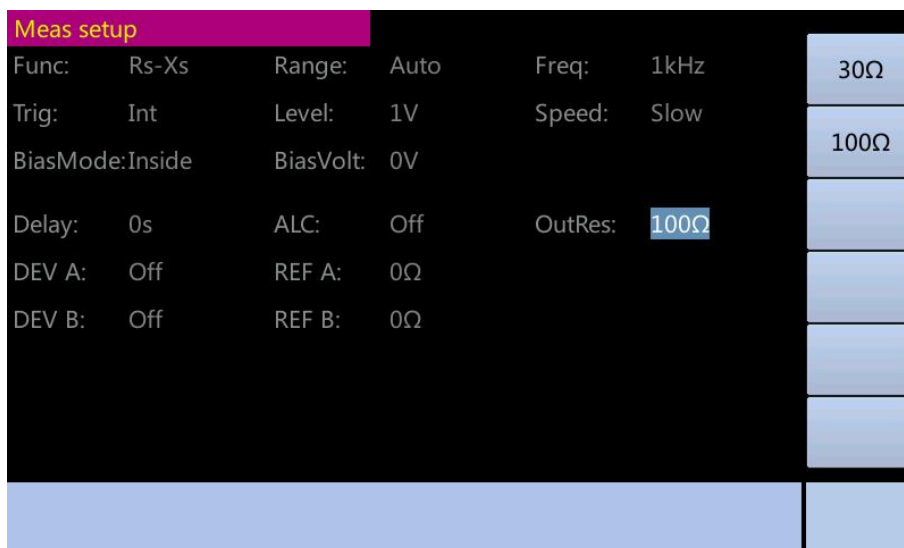 Meas setup
Func: Rs-Xs Range: Auto Freq: 1kHz
30Ω
Trig: Int Level: 1V Speed: Slow
100Ω
BiasMode:Inside BiasVolt: 0V
Delay: 0s ALC: Off OutRes: 100Ω
DEV A: Off REF A: 0Ω
DEV B: Off REF B: 0Ω